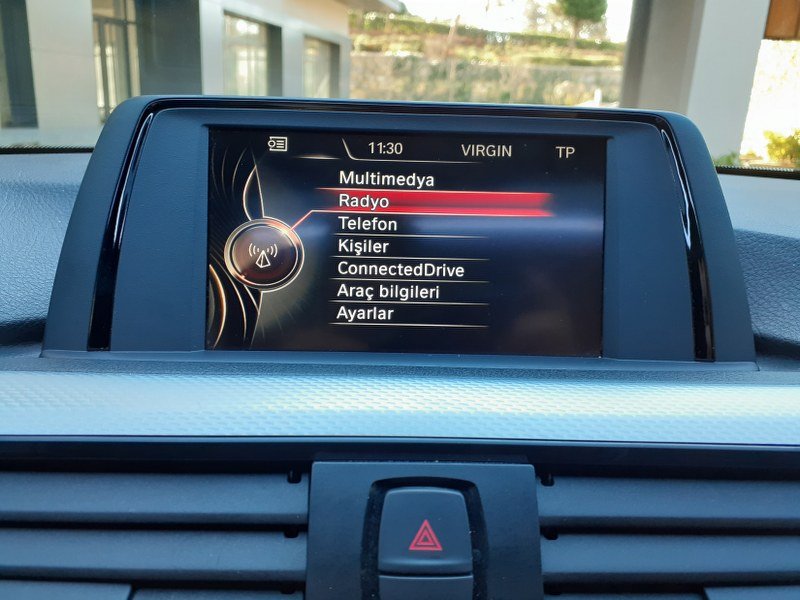 11:30 VIRGIN TP
Multimedya
Radyo
Telefon
Kişiler
ConnectedDrive
Araç bilgileri
Ayarlar